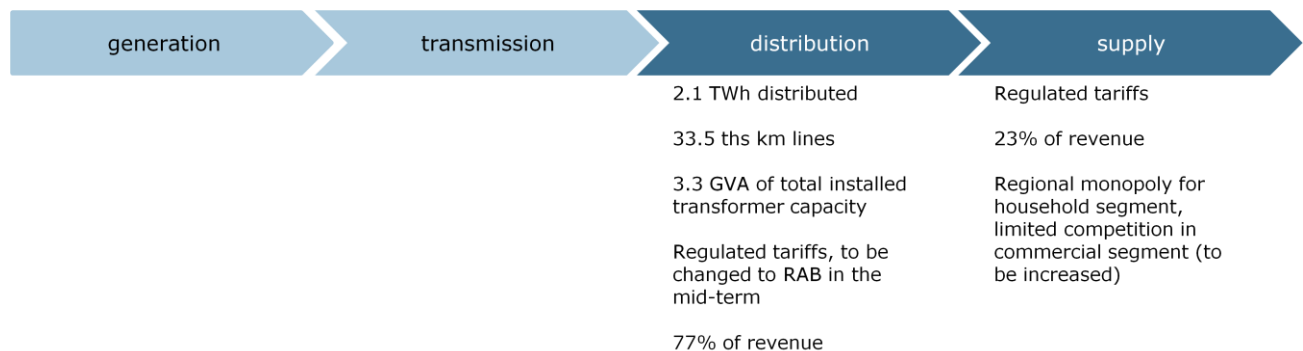 generation
transmission
distribution
supply
2.1 TWh distributed
33.5 ths km lines
3.3 GVA of total installed
transformer capacity
Regulated tariffs, to be
changed to RAB in the
mid-term
77% of revenue
Regulated tariffs
23% of revenue
Regional monopoly for
household segment,
limited competition in
commercial segment (to
be increased)